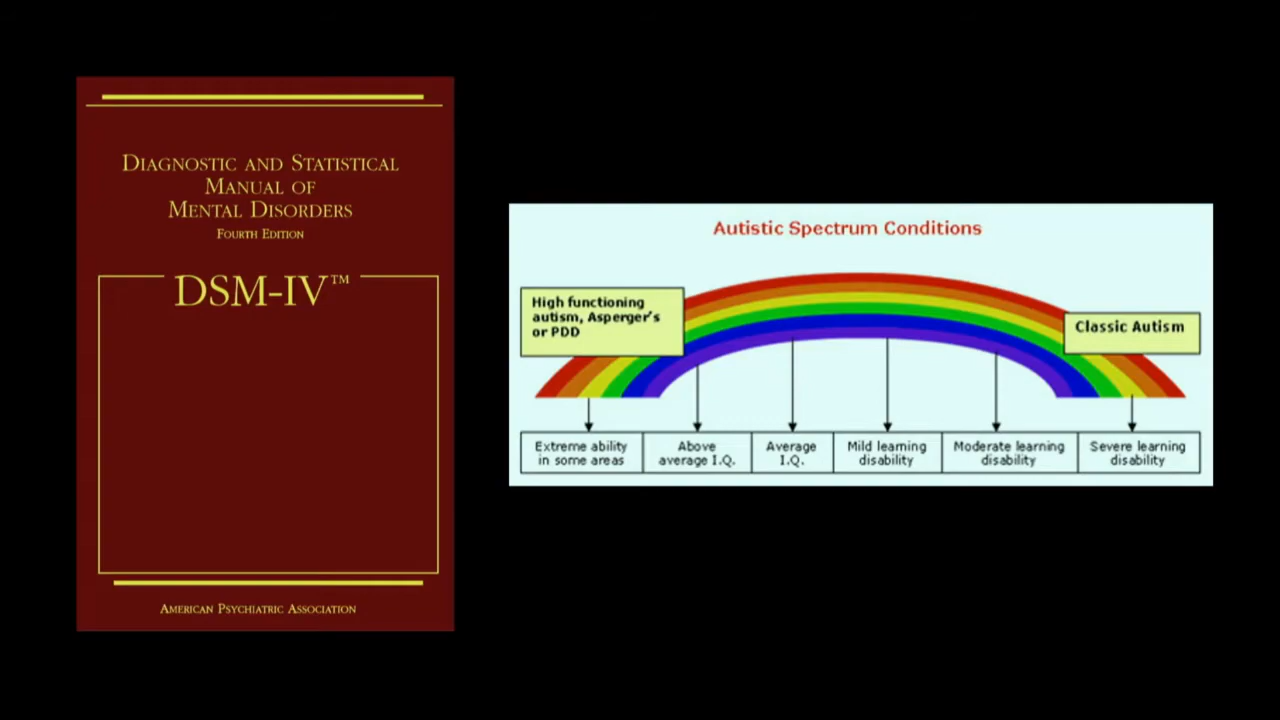 DIAGNOSTIC AND STATISTICAL
MANUAL OF
MENTAL DISORDERS
FOURTH EDITION
DSM-IV™
AMERICAN PSYCHIATRIC ASSOCIATION
Autistic Spectrum Conditions
High functioning
autism, Asperger's
or PDD
Classic Autism
Extreme ability
in some areas
Above
average I.Q.
Average
I.Q.
Mild learning
disability
Moderate learning
disability
Severe learning
disability